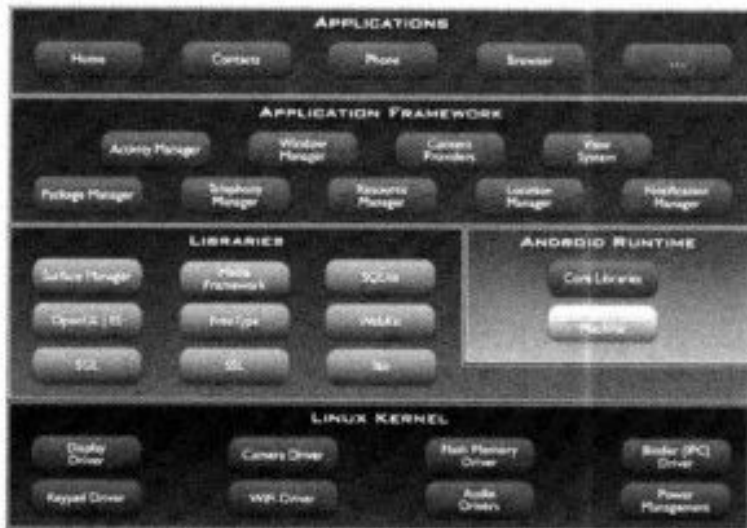 APPLICATIONS
Home
Contacts
Phone
Browser
...
APPLICATION FRAMEWORK
Activity Manager
Window
Manager
Content
Providers
View
System
Package Manager
Telephony
Manager
Resource
Manager
Location
Manager
Notification
Manager
LIBRARIES
Surface Manager
Media
Framework
SQLite
OpenGL | ES
FreeType
WebKit
SGL
SSL
libc
ANDROID RUNTIME
Core Libraries
Machine
LINUX KERNEL
Display
Driver
Camera Driver
Flash Memory
Driver
Binder (IPC)
Driver
Keypad Driver
WiFi Driver
Audio
Drivers
Power
Management